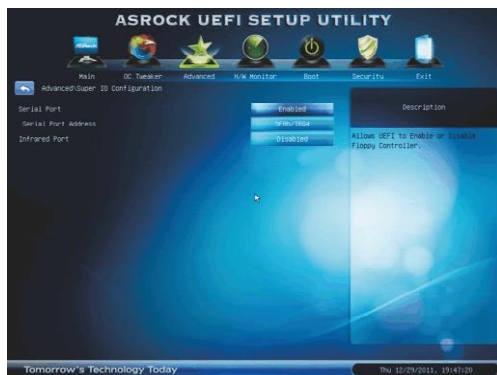 ASROCK UEFI SETUP UTILITY
Main OC Tweaker Advanced H/W Monitor Boot Security Exit
Advanced\Super IO Configuration
Serial Port Enabled
Serial Port Address 3F8h/IRQ4
Infrared Port Disabled
Description
Allows UEFI to Enable or Disable
Floppy Controller.
Tomorrow's Technology Today
Thu 12/29/2011, 19:47:20